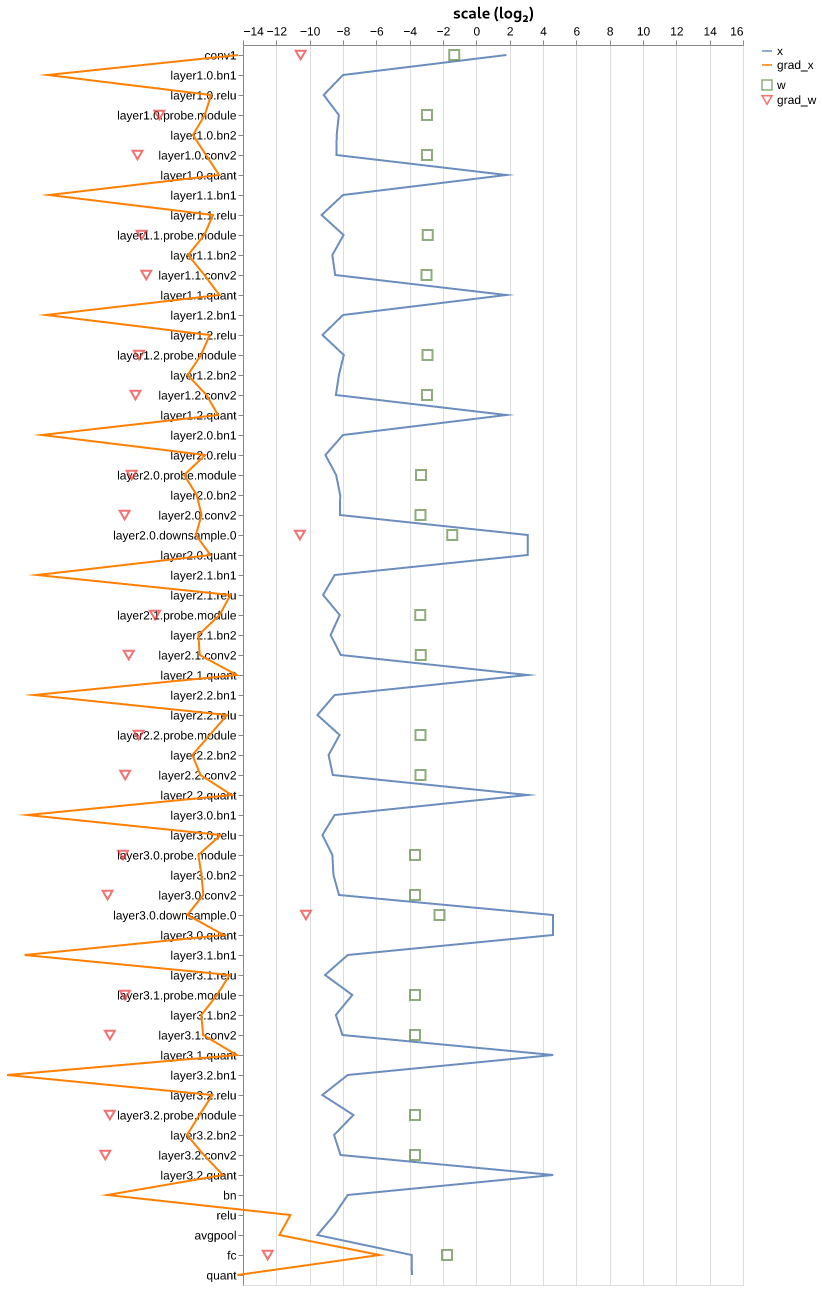 scale (log₂)
−14 −12 −10 −8 −6 −4 −2 0 2 4 6 8 10 12 14 16
x
grad_x
w
grad_w
conv1
layer1.0.bn1
layer1.0.relu
layer1.0.probe.module
layer1.0.bn2
layer1.0.conv2
layer1.0.quant
layer1.1.bn1
layer1.1.relu
layer1.1.probe.module
layer1.1.bn2
layer1.1.conv2
layer1.1.quant
layer1.2.bn1
layer1.2.relu
layer1.2.probe.module
layer1.2.bn2
layer1.2.conv2
layer1.2.quant
layer2.0.bn1
layer2.0.relu
layer2.0.probe.module
layer2.0.bn2
layer2.0.conv2
layer2.0.downsample.0
layer2.0.quant
layer2.1.bn1
layer2.1.relu
layer2.1.probe.module
layer2.1.bn2
layer2.1.conv2
layer2.1.quant
layer2.2.bn1
layer2.2.relu
layer2.2.probe.module
layer2.2.bn2
layer2.2.conv2
layer2.2.quant
layer3.0.bn1
layer3.0.relu
layer3.0.probe.module
layer3.0.bn2
layer3.0.conv2
layer3.0.downsample.0
layer3.0.quant
layer3.1.bn1
layer3.1.relu
layer3.1.probe.module
layer3.1.bn2
layer3.1.conv2
layer3.1.quant
layer3.2.bn1
layer3.2.relu
layer3.2.probe.module
layer3.2.bn2
layer3.2.conv2
layer3.2.quant
bn
relu
avgpool
fc
quant